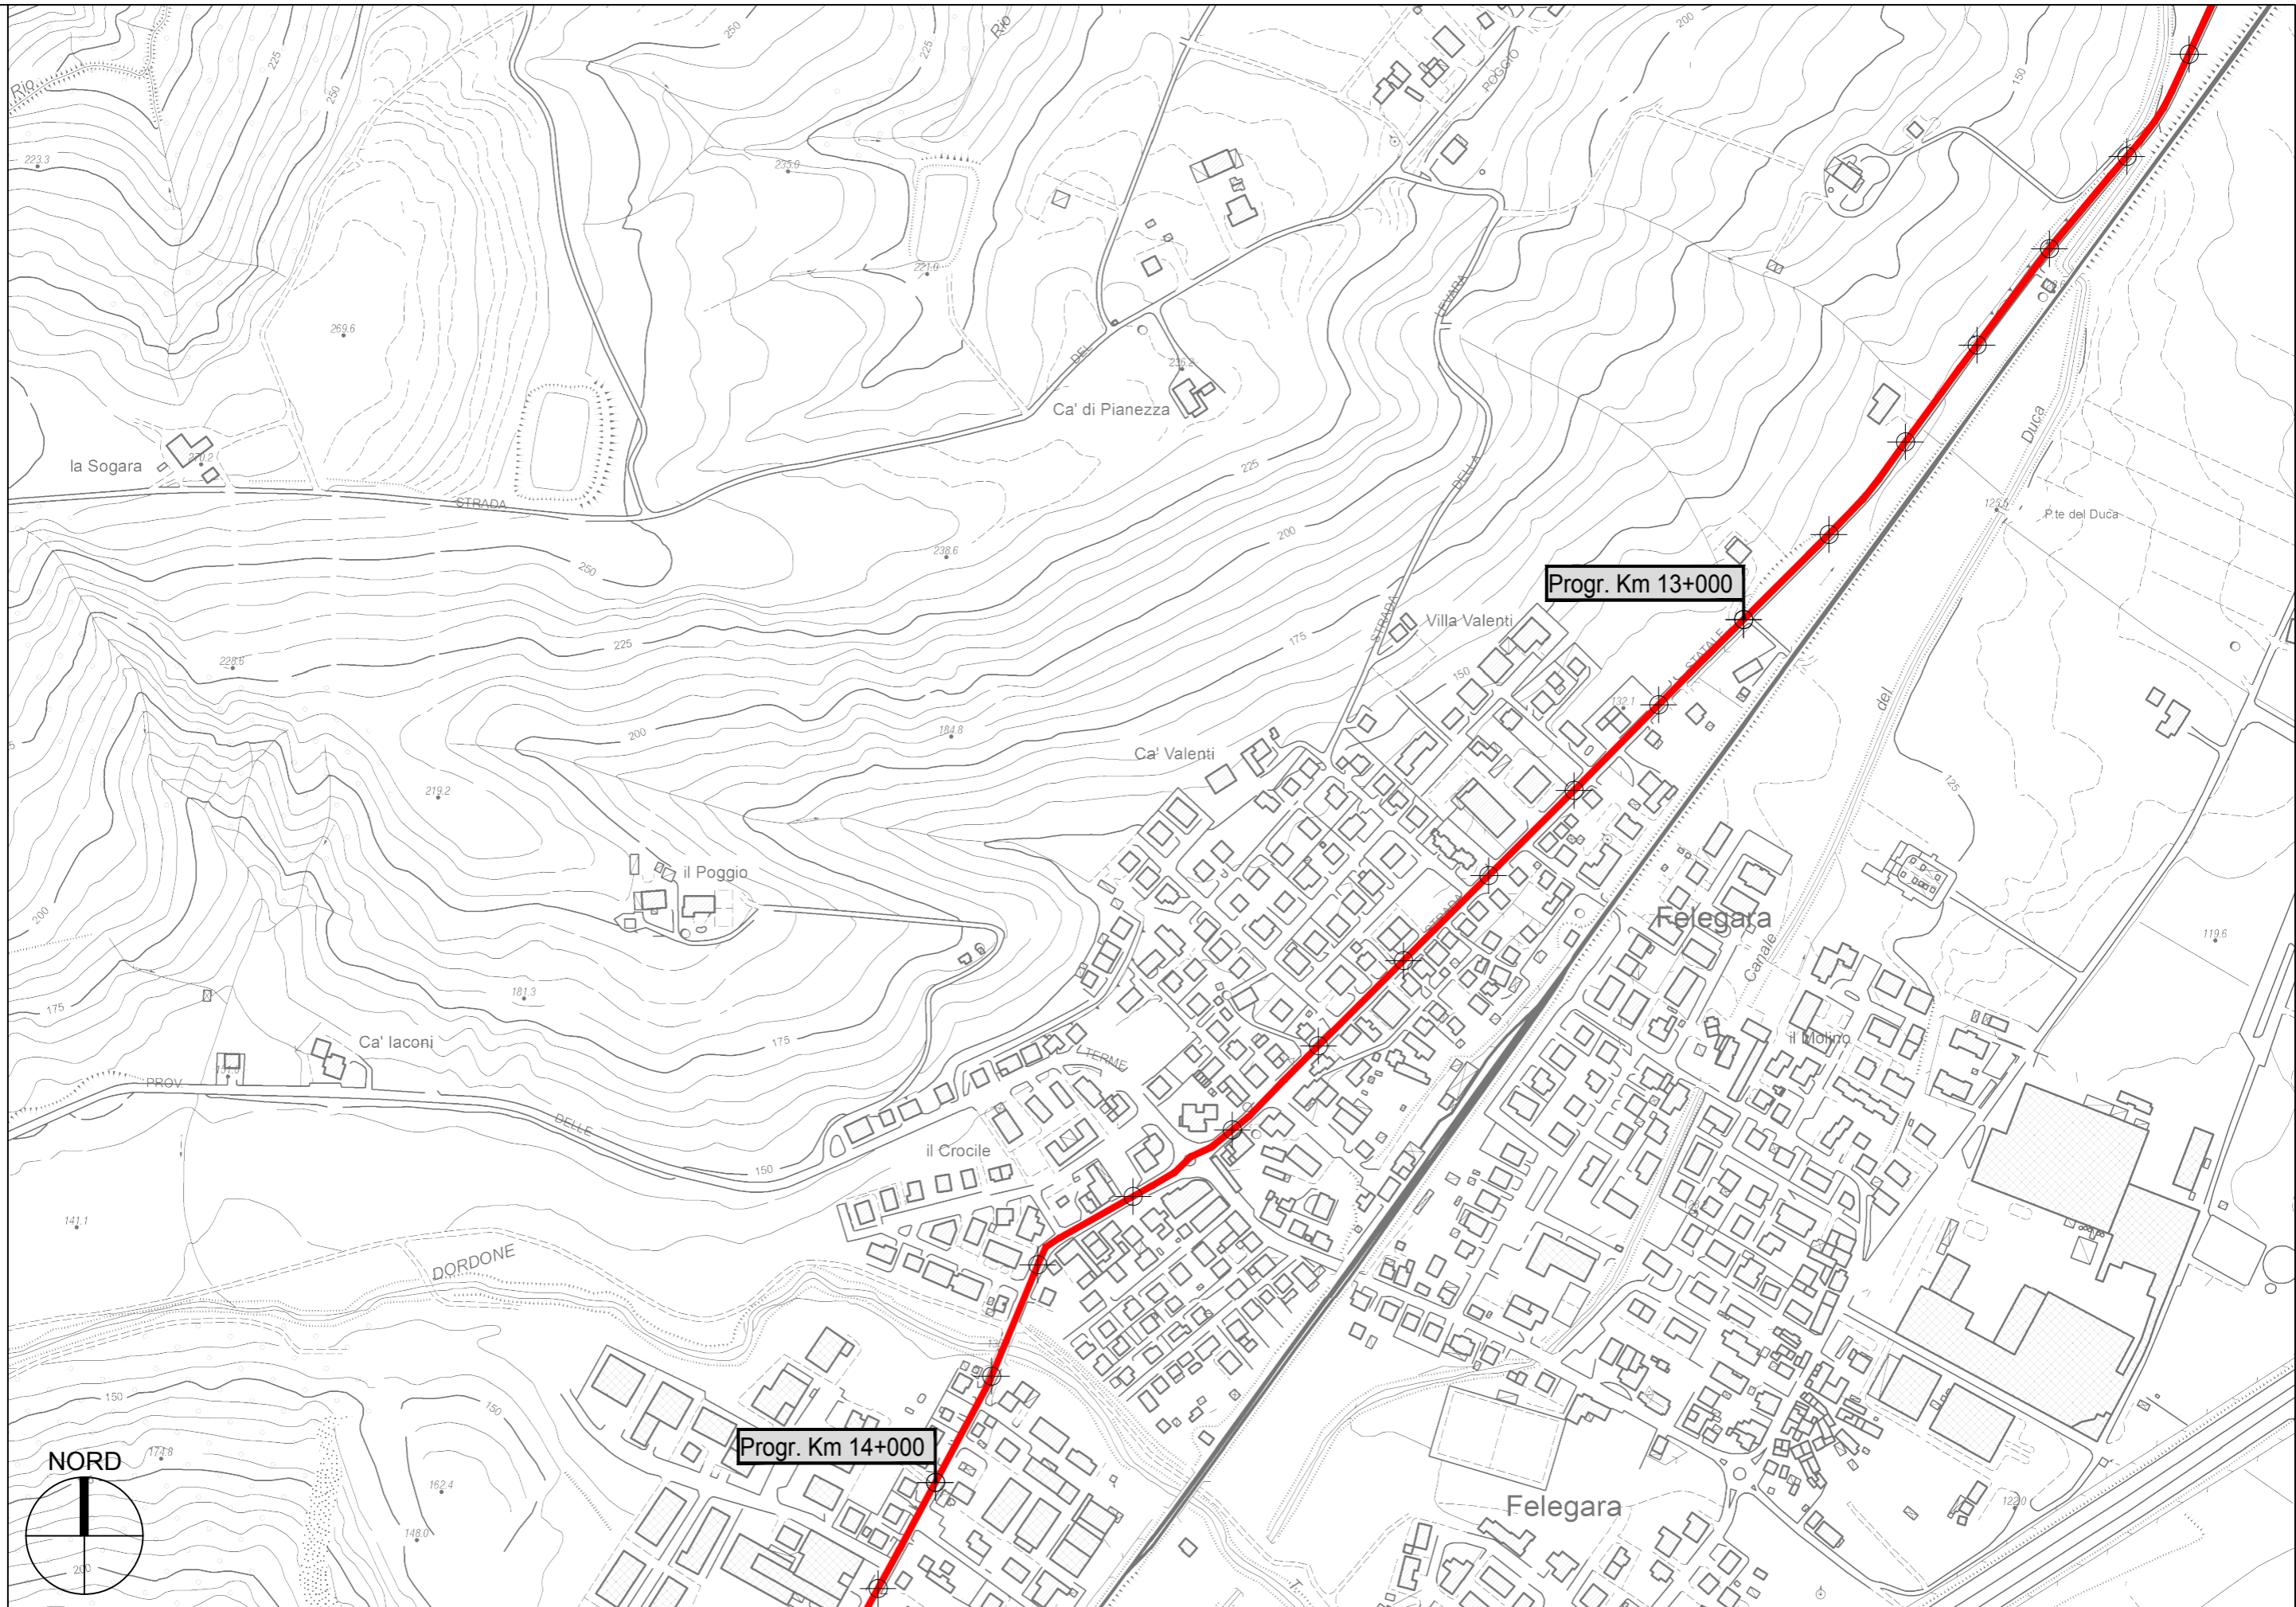 Rio
225
250
250
225
Rio
200
150
POGGIO
223.3
235.0
221.0
269.6
LEVARA
DEL
236.2
Ca' di Pianezza
Duca
la Sogara
270.2
STRADA
225
DELLA
125.5
P.te del Duca
200
238.6
250
Progr. Km 13+000
STRADA
Villa Valenti
175
225
STATALE
228.6
150
132.1
del
200
184.8
Ca' Valenti
219.2
125
il Poggio
200
STRADA
Felegara
119.6
Canale
181.3
175
Ca' Iaconi
175
il Molino
TERME
PROV.
DELLE
il Crocile
150
141.1
DORDONE
150
150
Progr. Km 14+000
NORD
174.8
162.4
Felegara
122.0
148.0
200
T.